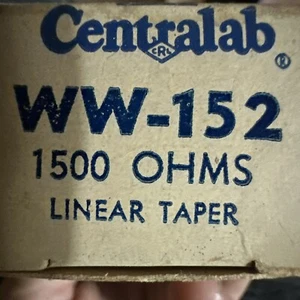 Centralab
CRL
®
WW-152
1500 OHMS
LINEAR TAPER